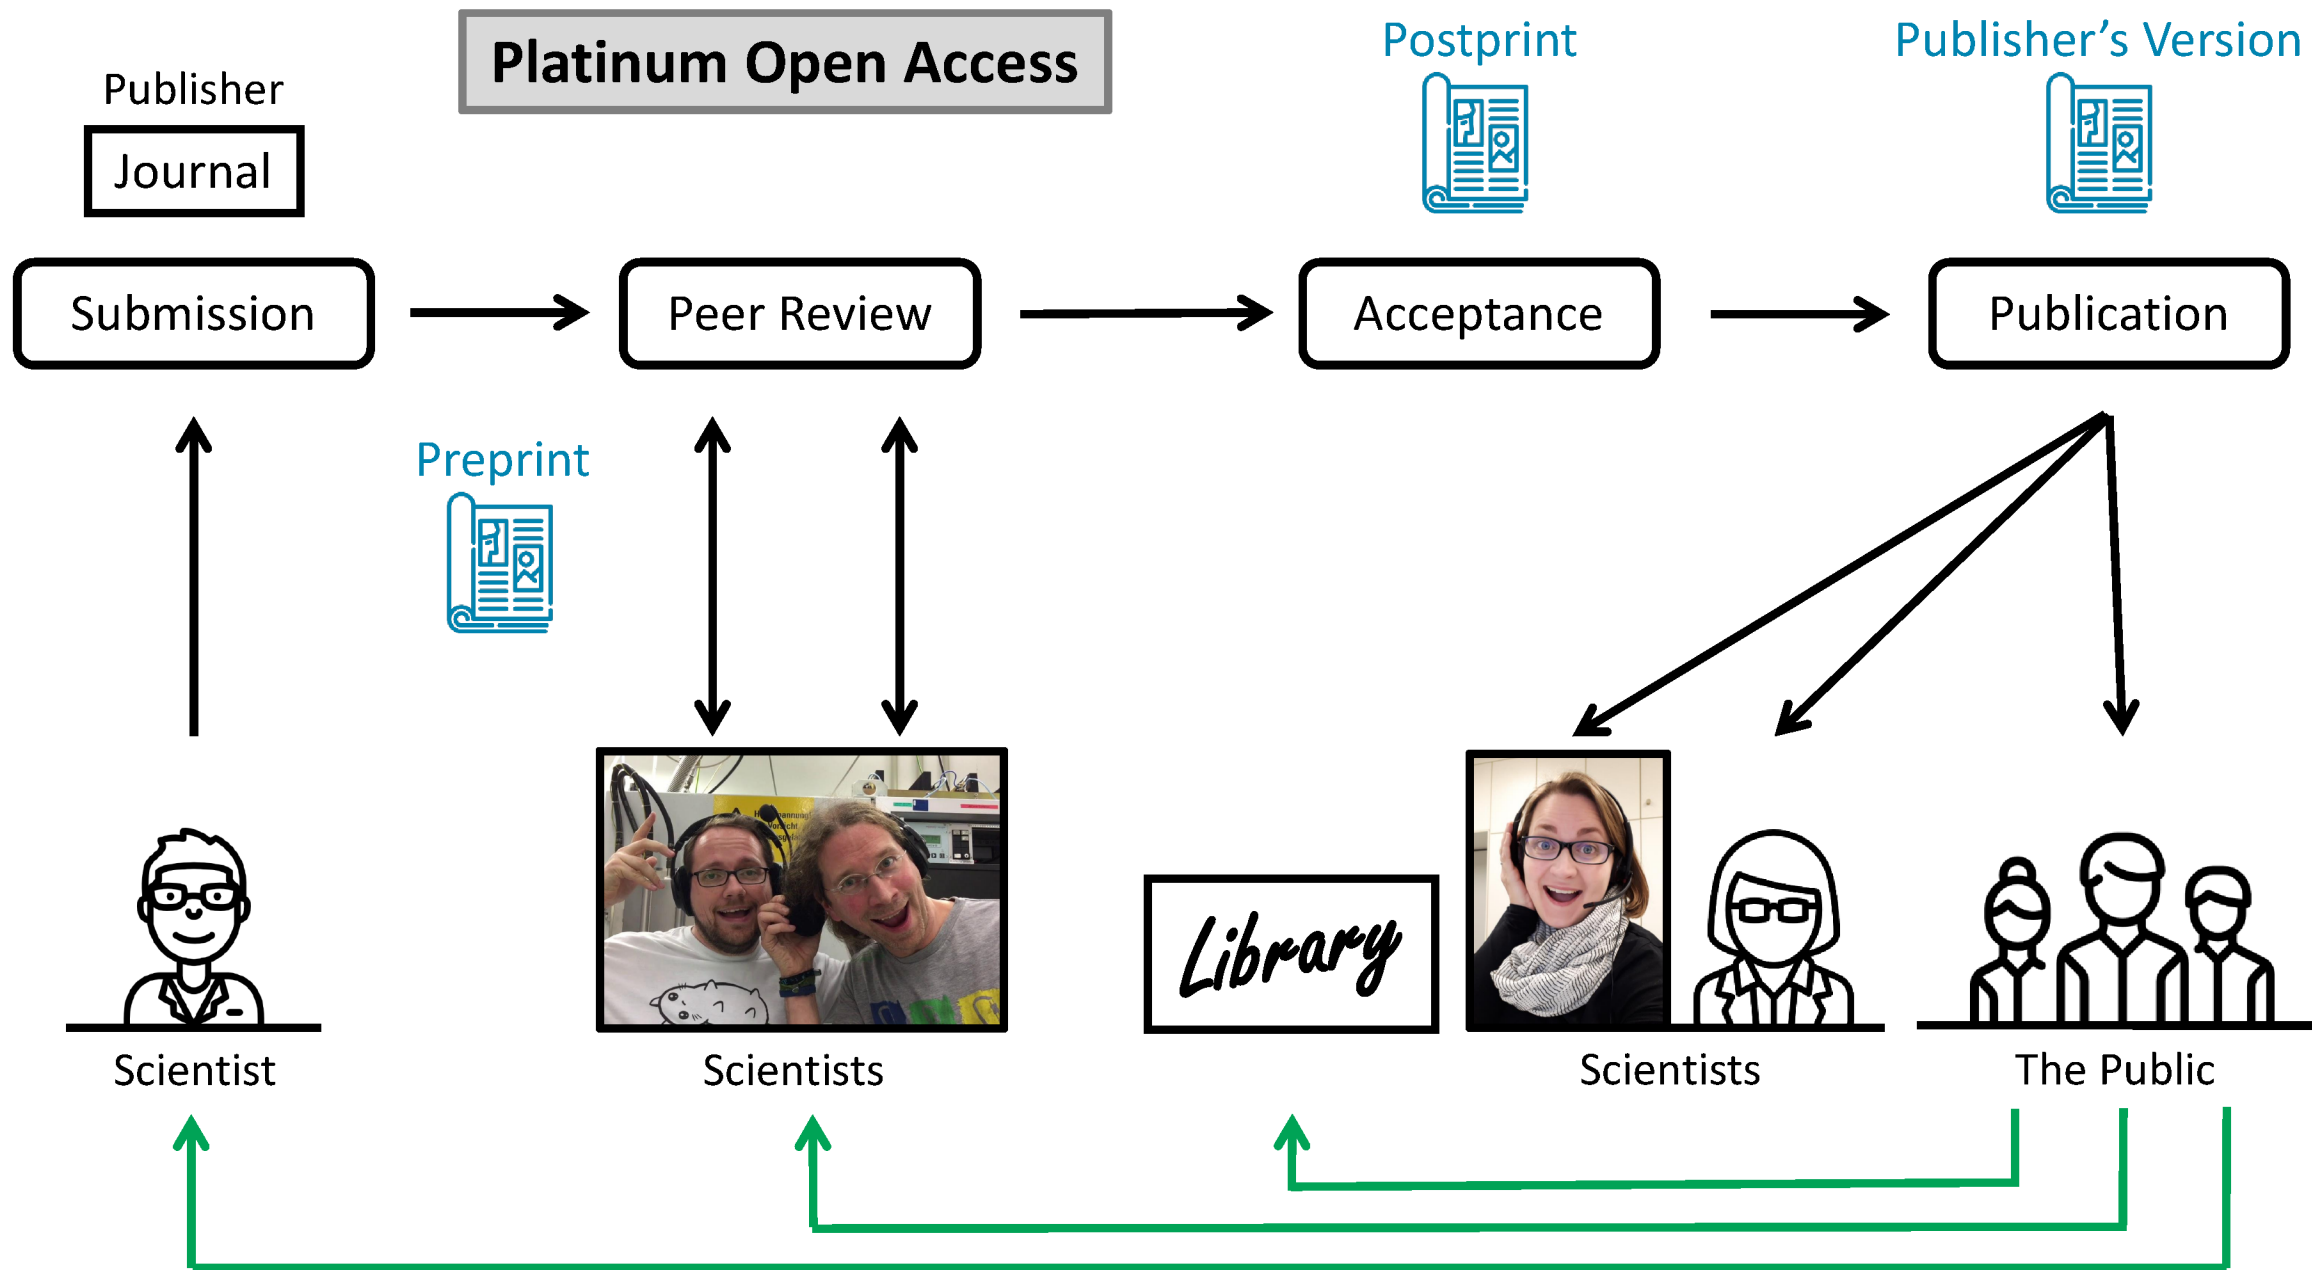 Platinum Open Access
Postprint
Publisher's Version
Publisher
Journal
Submission
Peer Review
Acceptance
Publication
Preprint
Vorsicht
Library
Scientist
Scientists
Scientists
The Public